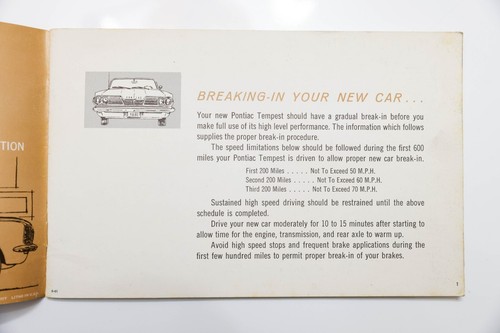 TION
BREAKING-IN YOUR NEW CAR...
Your new Pontiac Tempest should have a gradual break-in before you
make full use of its high level performance. The information which follows
supplies the proper break-in procedure.
The speed limitations below should be followed during the first 600
miles your Pontiac Tempest is driven to allow proper new car break-in.
First 200 Miles . . . . . Not To Exceed 50 M.P.H.
Second 200 Miles . . . . . Not To Exceed 60 M.P.H.
Third 200 Miles . . . . . Not To Exceed 70 M.P.H.
Sustained high speed driving should be restrained until the above
schedule is completed.
Drive your new car moderately for 10 to 15 minutes after starting to
allow time for the engine, transmission, and rear axle to warm up.
Avoid high speed stops and frequent brake applications during the
first few hundred miles to permit proper break-in of your brakes.
1